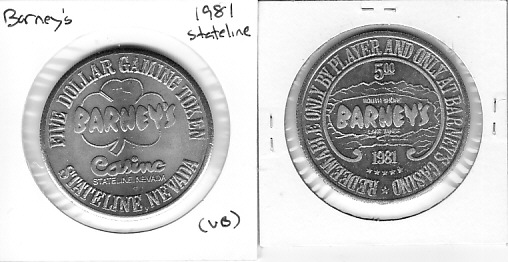 Barney's
1981
Stateline
FIVE DOLLAR GAMING TOKEN
BARNEY'S
Casino
STATELINE, NEVADA
STATELINE, NEVADA
(VB)
REDEEMABLE ONLY BY PLAYER AND ONLY AT BARNEY'S CASINO
5.00
SOUTH SHORE
BARNEY'S
LAKE TAHOE
1981